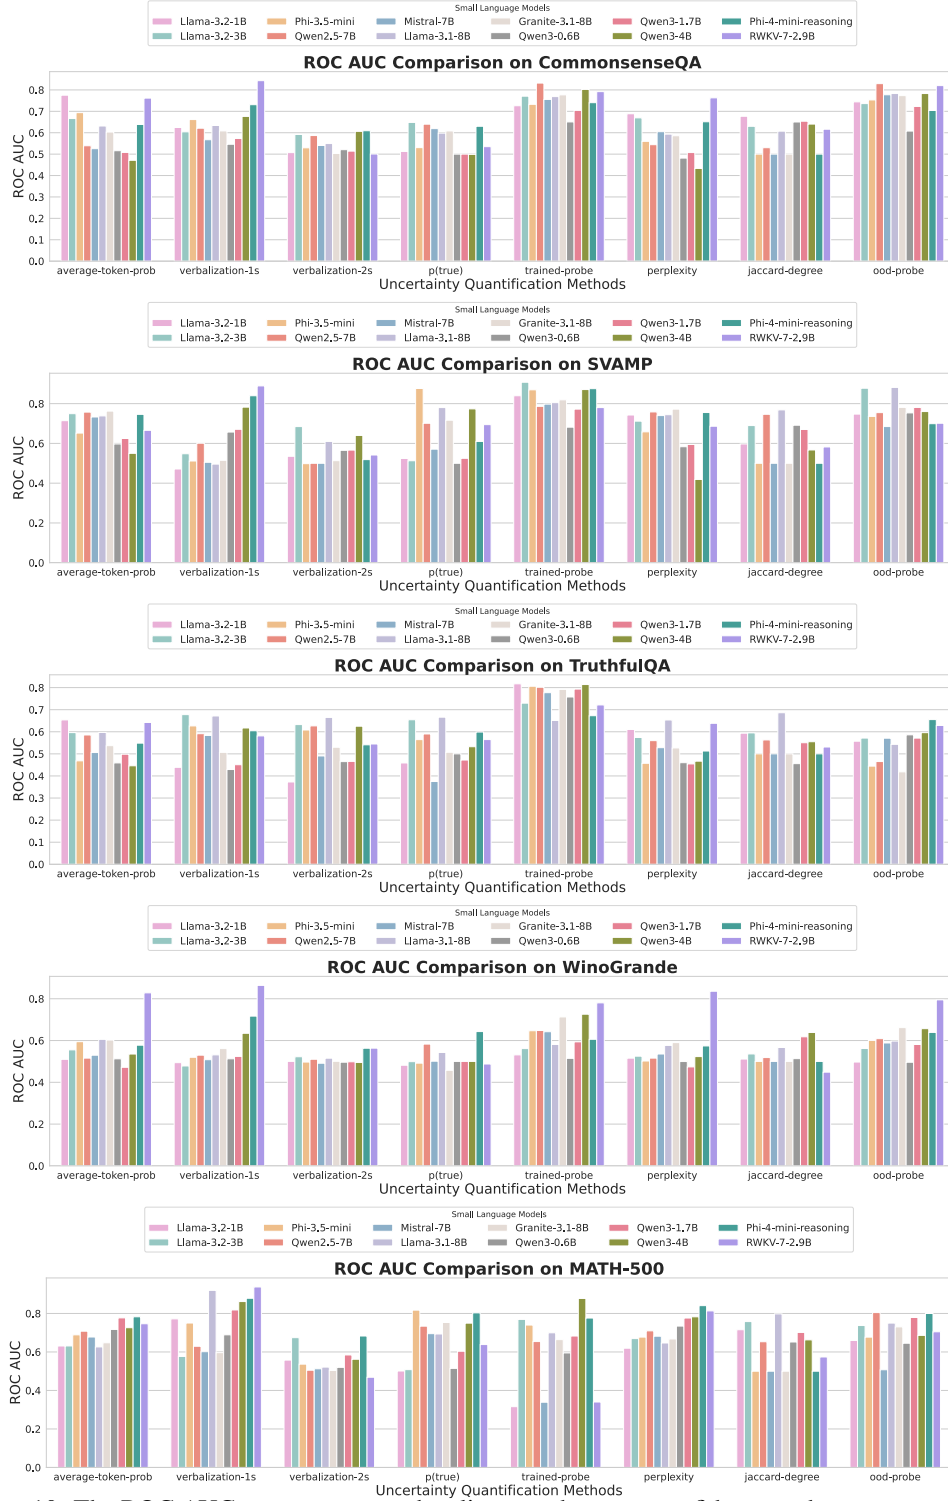 Small Language Models
Llama-3.2-1B Phi-3.5-mini Mistral-7B Granite-3.1-8B Qwen3-1.7B Phi-4-mini-reasoning
Llama-3.2-3B Qwen2.5-7B Llama-3.1-8B Qwen3-0.6B Qwen3-4B RWKV-7-2.9B
ROC AUC Comparison on CommonsenseQA
ROC AUC
0.8
0.7
0.6
0.5
0.4
0.3
0.2
0.1
0.0
average-token-prob verbalization-1s verbalization-2s p(true) trained-probe perplexity jaccard-degree ood-probe
Uncertainty Quantification Methods
Small Language Models
Llama-3.2-1B Phi-3.5-mini Mistral-7B Granite-3.1-8B Qwen3-1.7B Phi-4-mini-reasoning
Llama-3.2-3B Qwen2.5-7B Llama-3.1-8B Qwen3-0.6B Qwen3-4B RWKV-7-2.9B
ROC AUC Comparison on SVAMP
ROC AUC
0.8
0.6
0.4
0.2
0.0
average-token-prob verbalization-1s verbalization-2s p(true) trained-probe perplexity jaccard-degree ood-probe
Uncertainty Quantification Methods
Small Language Models
Llama-3.2-1B Phi-3.5-mini Mistral-7B Granite-3.1-8B Qwen3-1.7B Phi-4-mini-reasoning
Llama-3.2-3B Qwen2.5-7B Llama-3.1-8B Qwen3-0.6B Qwen3-4B RWKV-7-2.9B
ROC AUC Comparison on TruthfulQA
ROC AUC
0.8
0.7
0.6
0.5
0.4
0.3
0.2
0.1
0.0
average-token-prob verbalization-1s verbalization-2s p(true) trained-probe perplexity jaccard-degree ood-probe
Uncertainty Quantification Methods
Small Language Models
Llama-3.2-1B Phi-3.5-mini Mistral-7B Granite-3.1-8B Qwen3-1.7B Phi-4-mini-reasoning
Llama-3.2-3B Qwen2.5-7B Llama-3.1-8B Qwen3-0.6B Qwen3-4B RWKV-7-2.9B
ROC AUC Comparison on WinoGrande
ROC AUC
0.8
0.6
0.4
0.2
0.0
average-token-prob verbalization-1s verbalization-2s p(true) trained-probe perplexity jaccard-degree ood-probe
Uncertainty Quantification Methods
Small Language Models
Llama-3.2-1B Phi-3.5-mini Mistral-7B Granite-3.1-8B Qwen3-1.7B Phi-4-mini-reasoning
Llama-3.2-3B Qwen2.5-7B Llama-3.1-8B Qwen3-0.6B Qwen3-4B RWKV-7-2.9B
ROC AUC Comparison on MATH-500
ROC AUC
0.8
0.6
0.4
0.2
0.0
average-token-prob verbalization-1s verbalization-2s p(true) trained-probe perplexity jaccard-degree ood-probe
Uncertainty Quantification Methods